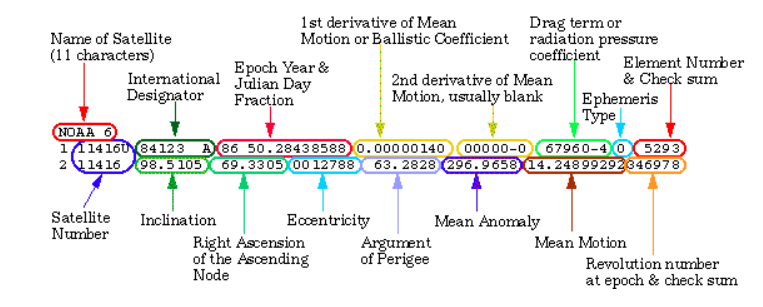 1st derivative of Mean
Motion or Ballistic Coefficient
Drag term or
radiation pressure
coefficient
Name of Satellite
(11 characters)
International
Designator
Epoch Year &
Julian Day
Fraction
2nd derivative of Mean
Motion, usually blank
Element Number
& Check sum
Ephemeris
Type
NOAA 6
1 11416U 84123 A 86 50.28438588 0.00000140 00000-0 67960-4 0 5293
2 11416 98.5105 69.3305 0012788 63.2828 296.9658 14.24899292 346978
Satellite
Number
Inclination
Right Ascension
of the Ascending
Node
Eccentricity
Argument
of Perigee
Mean Anomaly
Mean Motion
Revolution number
at epoch & check sum